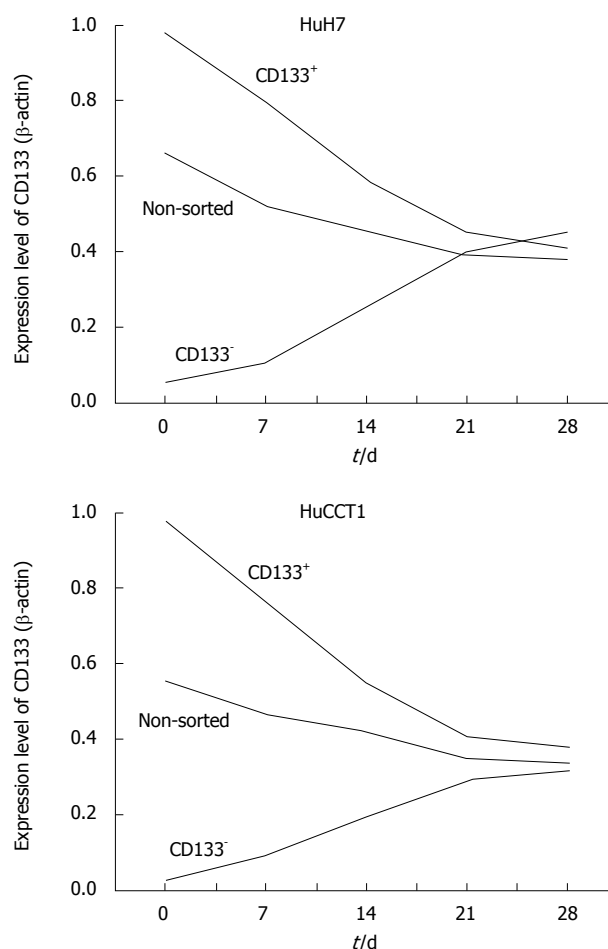 HuH7
Expression level of CD133 (β-actin)
1.0
0.8
0.6
0.4
0.2
0.0
CD133⁺
Non-sorted
CD133⁻
0 7 14 21 28
t/d
HuCCT1
Expression level of CD133 (β-actin)
1.0
0.8
0.6
0.4
0.2
0.0
CD133⁺
Non-sorted
CD133⁻
0 7 14 21 28
t/d